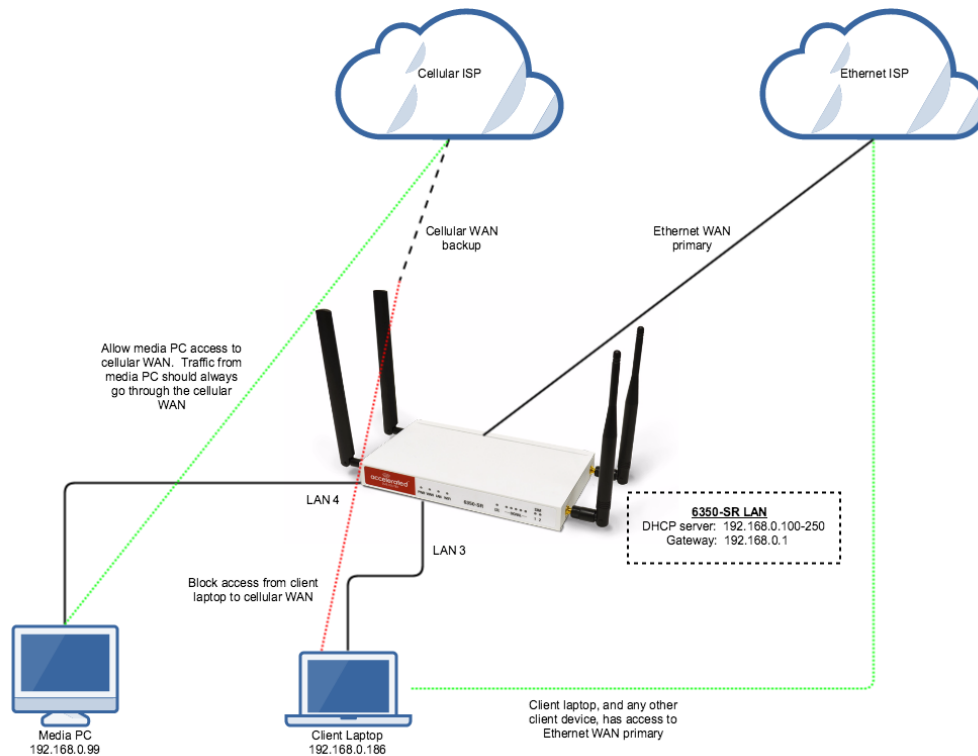 Cellular ISP
Ethernet ISP
Cellular WAN
backup
Ethernet WAN
primary
Allow media PC access to
cellular WAN.  Traffic from
media PC should always
go through the cellular
WAN
accelerated
6350-SR
LAN 4
LAN 3
6350-SR LAN
DHCP server:  192.168.0.100-250
Gateway:  192.168.0.1
Block access from client
laptop to cellular WAN
Client laptop, and any other
client device, has access to
Ethernet WAN primary
Media PC
192.168.0.99
Client Laptop
192.168.0.186